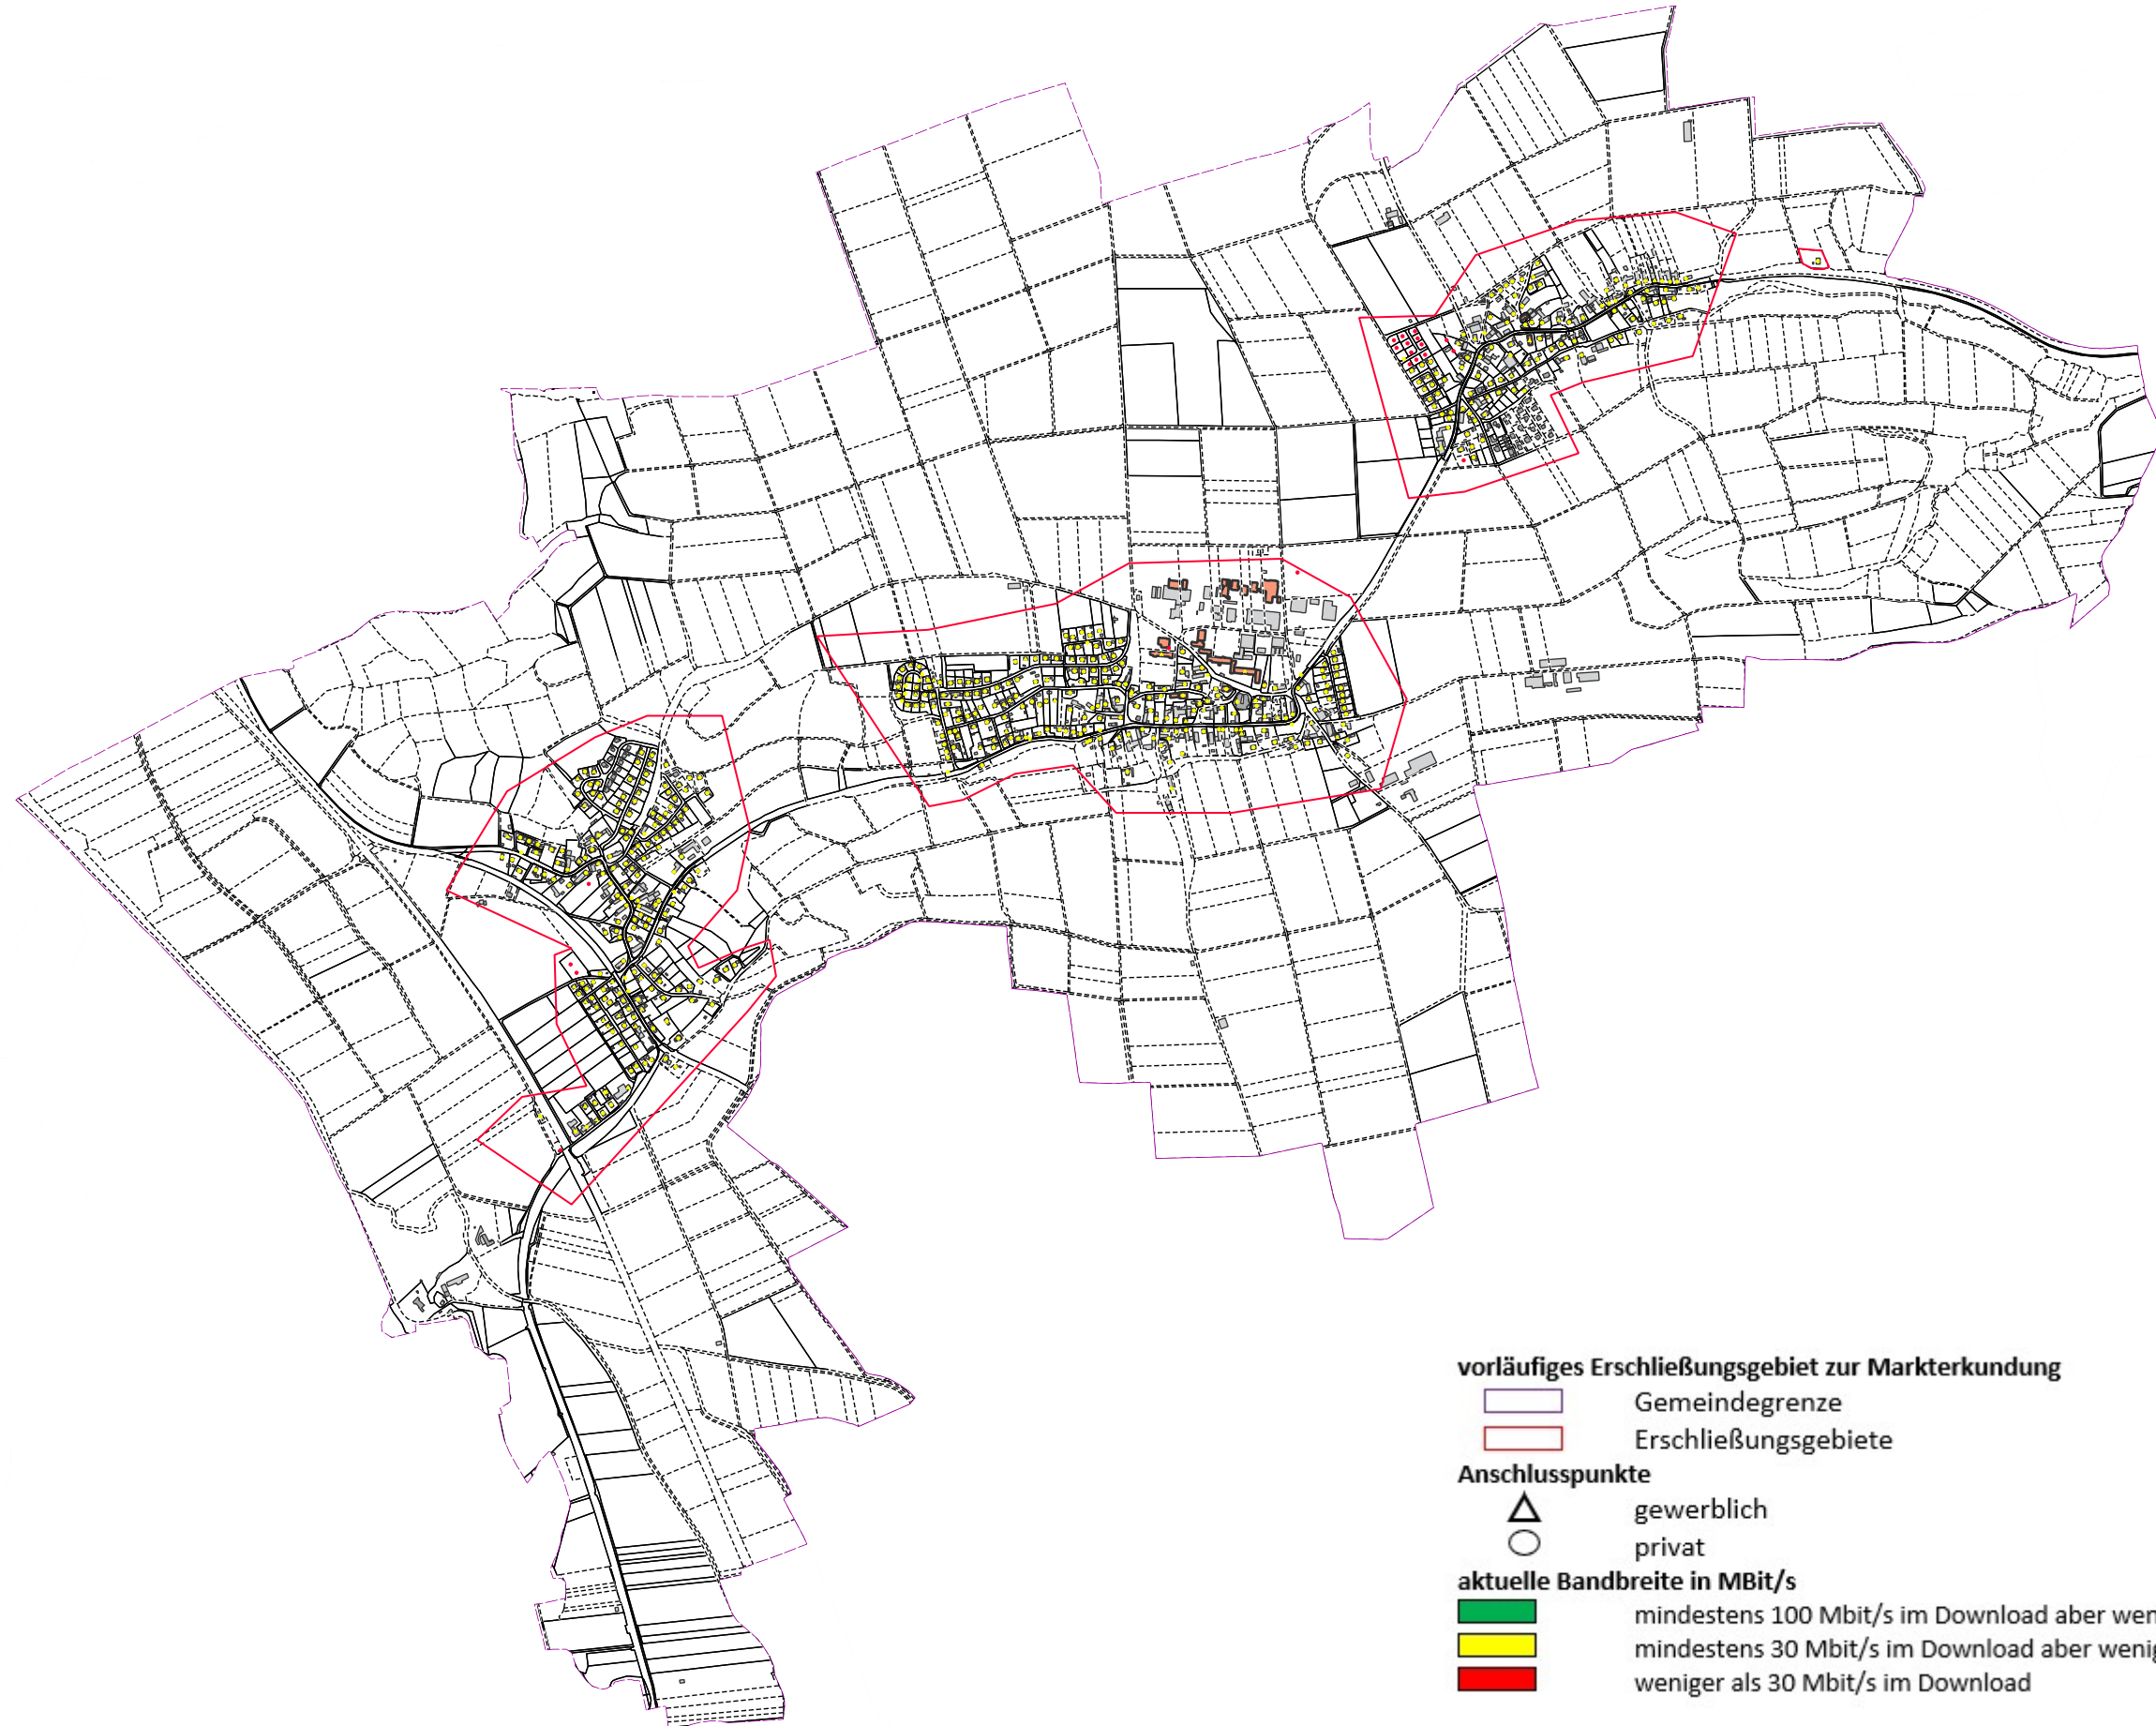 vorläufiges Erschließungsgebiet zur Markterkundung
Gemeindegrenze
Erschließungsgebiete
Anschlusspunkte
gewerblich
privat
aktuelle Bandbreite in MBit/s
mindestens 100 Mbit/s im Download aber wen
mindestens 30 Mbit/s im Download aber wenig
weniger als 30 Mbit/s im Download